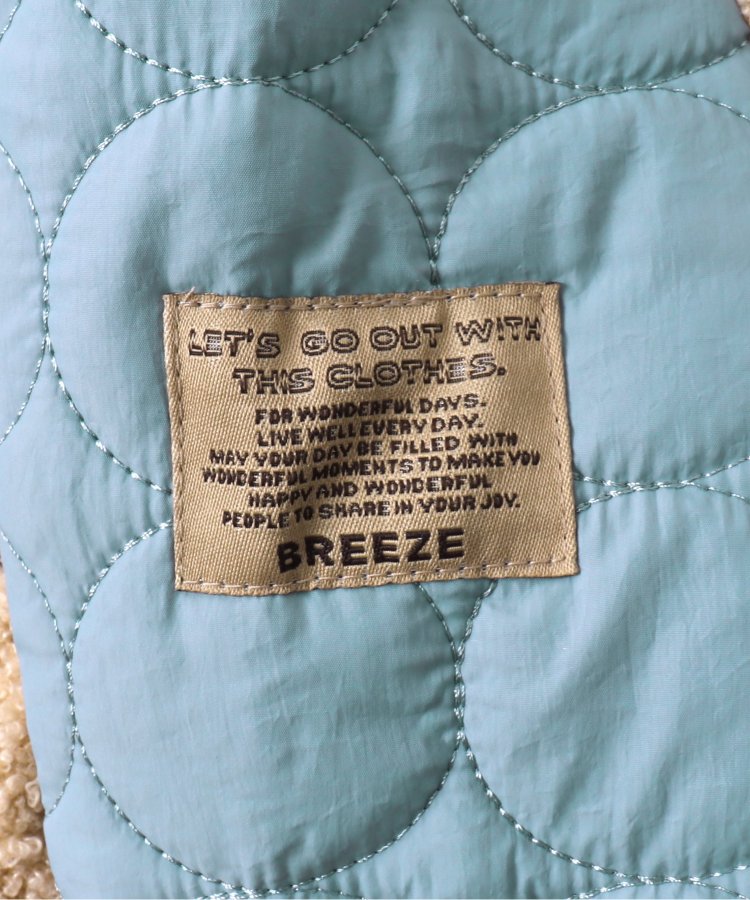 LET'S GO OUT WITH
THIS CLOTHES.
FOR WONDERFUL DAYS.
LIVE WELL EVERY DAY.
MAY YOUR DAY BE FILLED WITH
WONDERFUL MOMENTS TO MAKE YOU
HAPPY AND WONDERFUL
PEOPLE TO SHARE IN YOUR JOY.
BREEZE